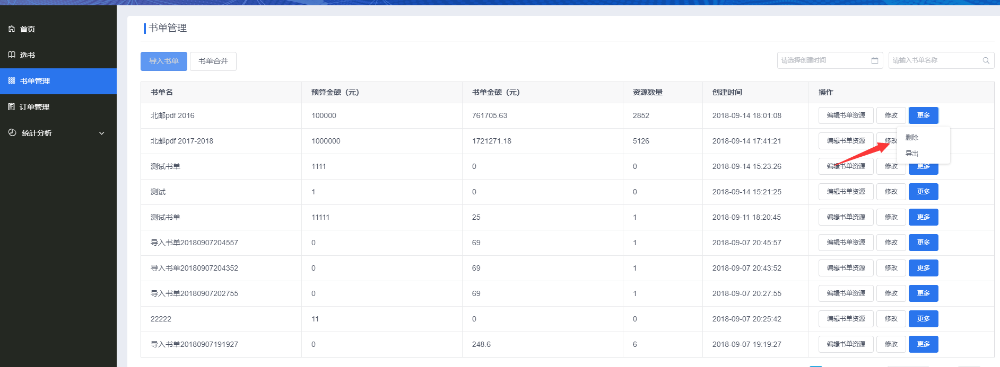 首页
选书
书单管理
订单管理
统计分析
书单管理
导入书单 书单合并 请选择创建时间 请输入书单名称
书单名 预算金额（元） 书单金额（元） 资源数量 创建时间 操作
北邮pdf 2016 100000 761705.63 2852 2018-09-14 18:01:08 编辑书单资源 修改 更多
删除
北邮pdf 2017-2018 1000000 1721271.18 5126 2018-09-14 17:41:21 编辑书单资源 修改
导出
测试书单 1111 0 0 2018-09-14 15:23:26 编辑书单资源 修改 更多
测试 1 0 0 2018-09-14 15:21:25 编辑书单资源 修改 更多
测试书单 11111 25 1 2018-09-11 18:20:45 编辑书单资源 修改 更多
导入书单20180907204557 0 69 1 2018-09-07 20:45:57 编辑书单资源 修改 更多
导入书单20180907204352 0 69 1 2018-09-07 20:43:52 编辑书单资源 修改 更多
导入书单20180907202755 0 69 1 2018-09-07 20:27:55 编辑书单资源 修改 更多
22222 11 0 0 2018-09-07 20:25:42 编辑书单资源 修改 更多
导入书单20180907191927 0 248.6 6 2018-09-07 19:19:27 编辑书单资源 修改 更多